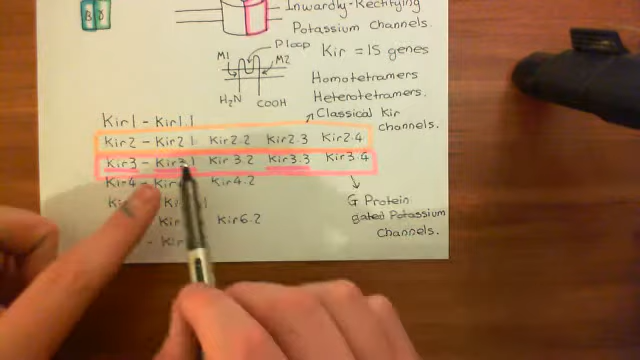 B
Inwardly-Rectifying
Potassium Channels.
P loop
M1
M2
Kir = 15 genes
H2N
COOH
Homotetramers
Heterotetramers
Classical Kir
Channels.
Kir1 - Kir1.1
Kir2 - Kir2.1 Kir2.2 Kir2.3 Kir2.4
Kir3 - Kir3.1 Kir3.2 Kir3.3 Kir3.4
Kir4 - Kir4.2
Kir6.2
G Protein
gated Potassium
Channels.